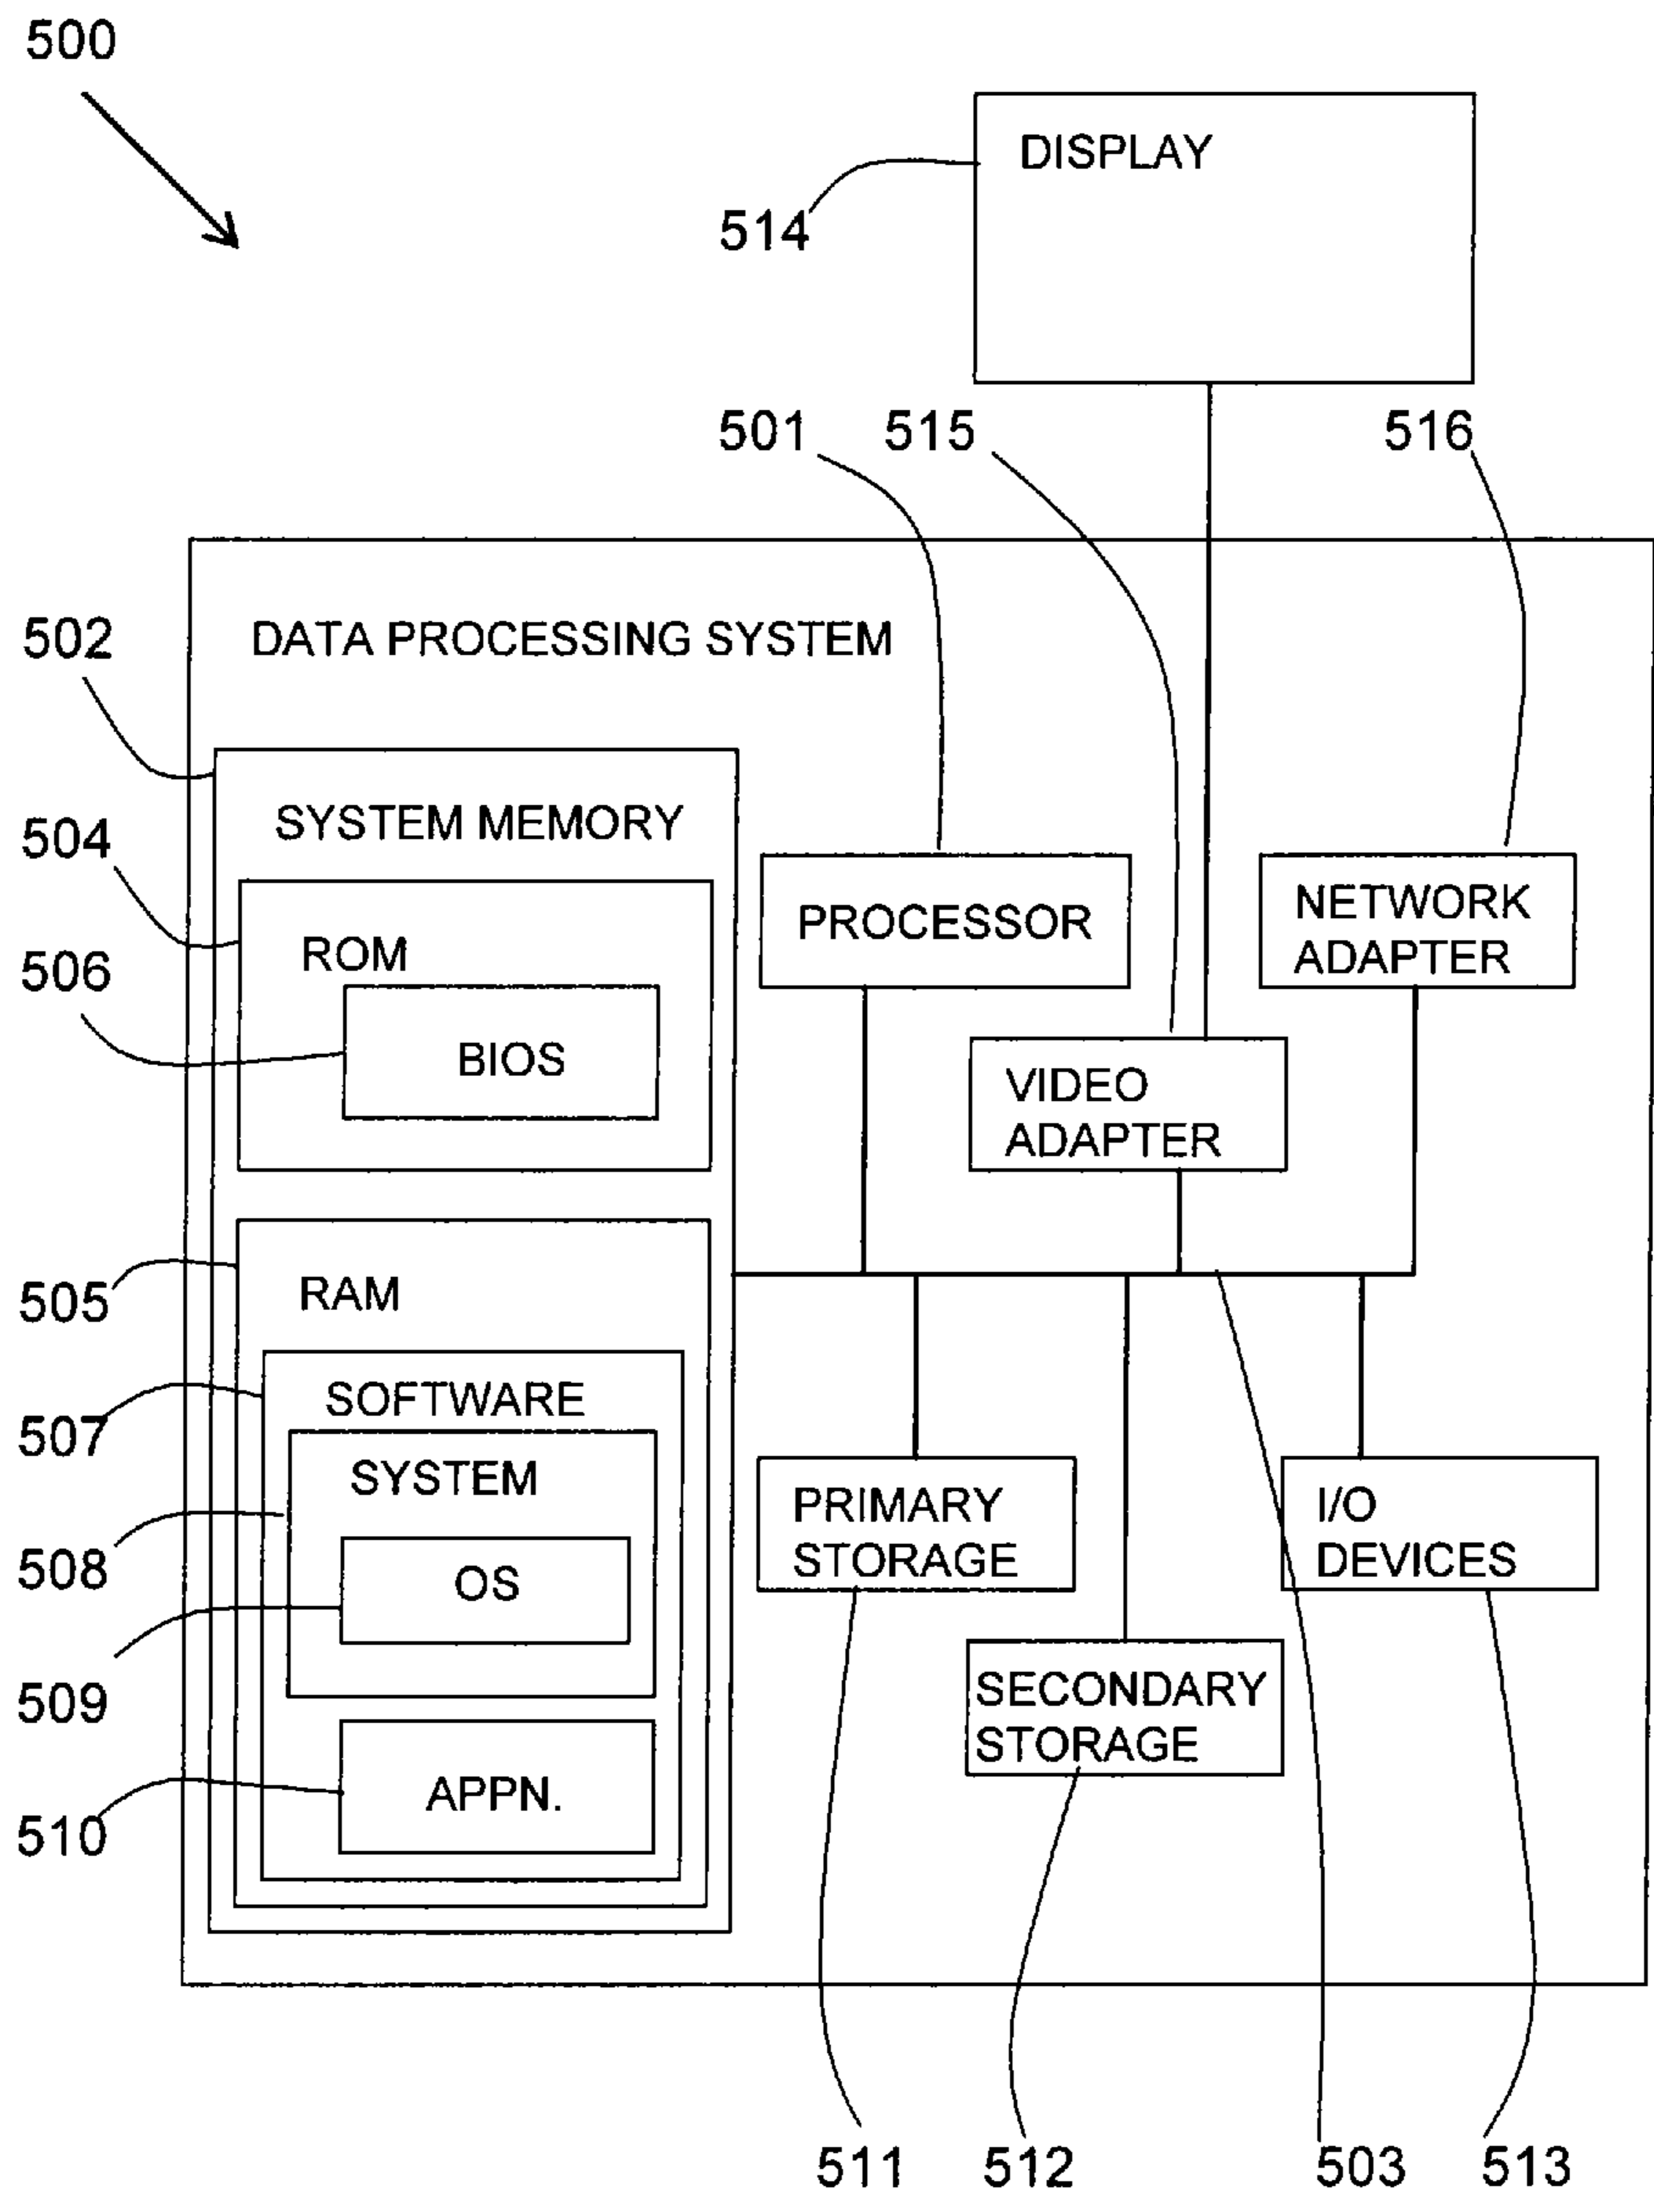 500
DISPLAY
514
501
515
516
502
DATA PROCESSING SYSTEM
SYSTEM MEMORY
504
PROCESSOR
NETWORK
ADAPTER
ROM
506
BIOS
VIDEO
ADAPTER
505
RAM
SOFTWARE
507
SYSTEM
508
OS
509
APPN.
510
PRIMARY
STORAGE
I/O
DEVICES
SECONDARY
STORAGE
511
512
503
513